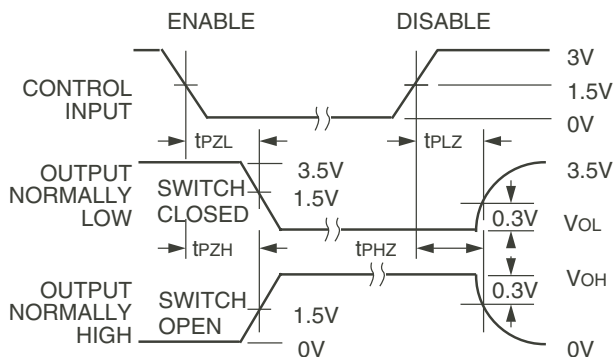 ENABLE
DISABLE
CONTROL
INPUT
3V
1.5V
0V
tPZL
tPLZ
OUTPUT
NORMALLY
LOW
SWITCH
CLOSED
3.5V
1.5V
3.5V
0.3V
VOL
tPZH
tPHZ
OUTPUT
NORMALLY
HIGH
SWITCH
OPEN
1.5V
0V
0.3V
VOH
0V